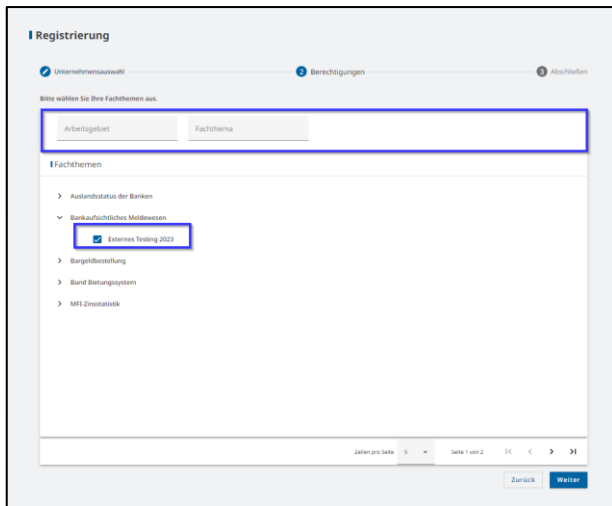 Registrierung
Unternehmensauswahl
2 Berechtigungen
3 Abschließen
Bitte wählen Sie Ihre Fachthemen aus.
Arbeitsgebiet Fachthema
Fachthemen
Auslandsstatus der Banken
Bankaufsichtliches Meldewesen
Externes Testing 2023
Bargeldbestellung
Bund Bietungssystem
MFI-Zinsstatistik
Zeilen pro Seite 5 Seite 1 von 2
Zurück Weiter